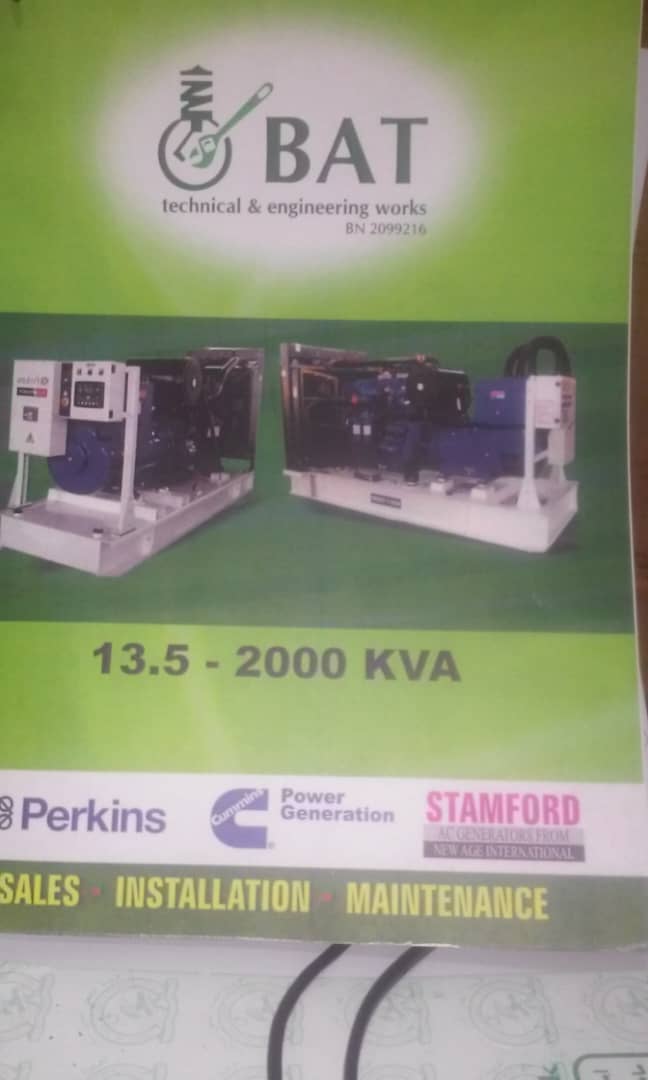 BAT
technical & engineering works
BN 2099216
13.5 - 2000 KVA
Perkins
Cummins
Power
Generation
STAMFORD
AC GENERATORS FROM
NEW AGE INTERNATIONAL
SALES - INSTALLATION - MAINTENANCE